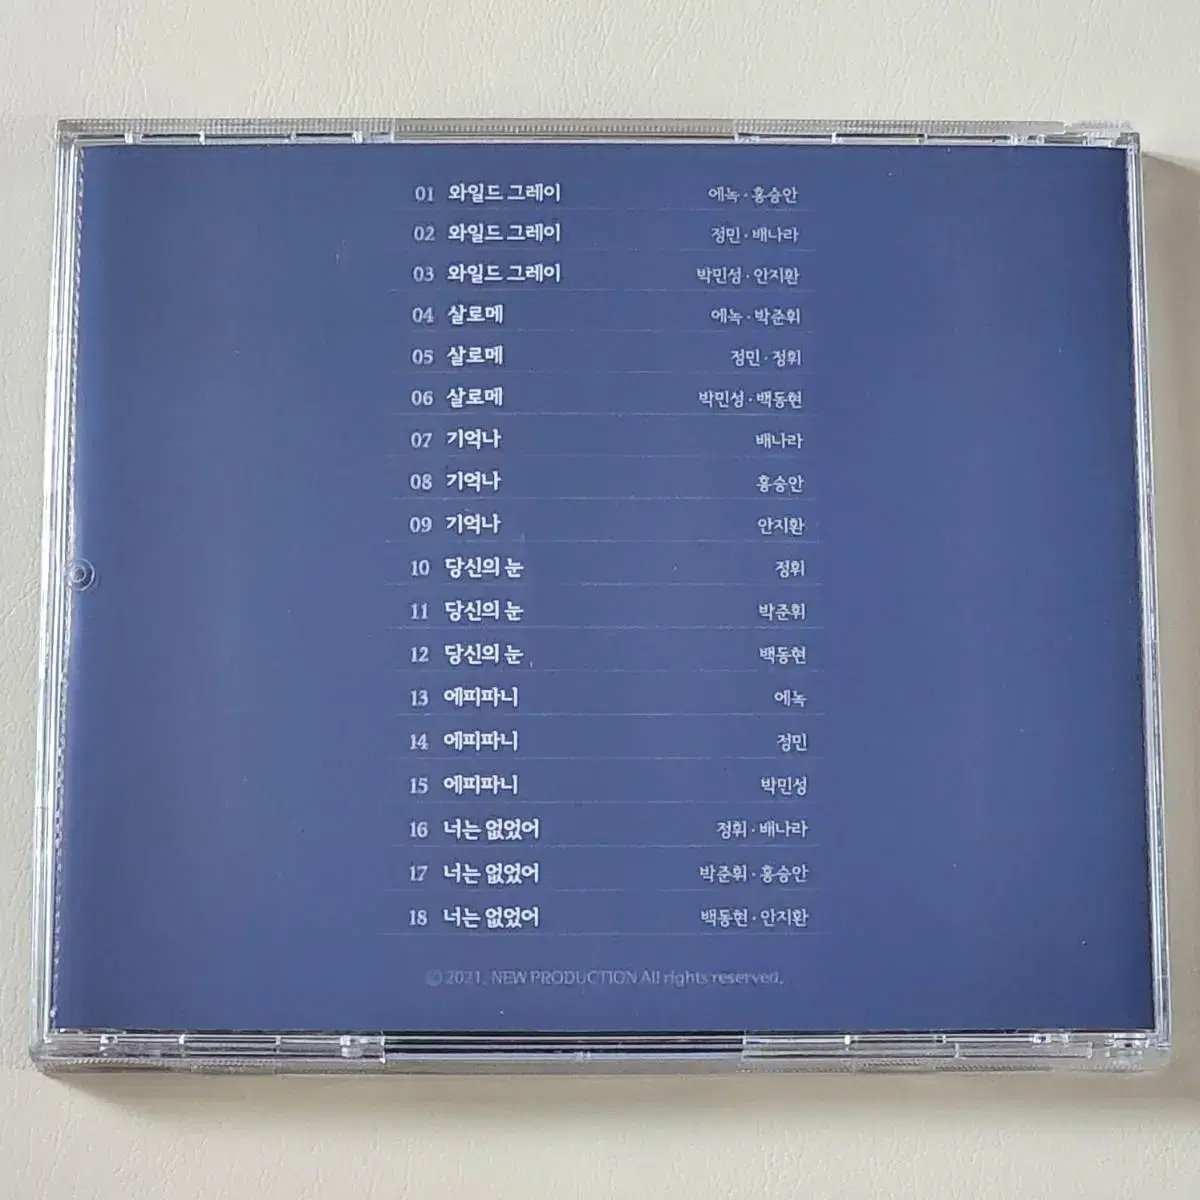 01 와일드 그레이 에녹 · 홍승안
02 와일드 그레이 정민 · 배나라
03 와일드 그레이 박민성 · 안지환
04 살로메 에녹 · 박준휘
05 살로메 정민 · 정휘
06 살로메 박민성 · 백동현
07 기억나 배나라
08 기억나 홍승안
09 기억나 안지환
10 당신의 눈 정휘
11 당신의 눈 박준휘
12 당신의 눈 백동현
13 에피파니 에녹
14 에피파니 정민
15 에피파니 박민성
16 너는 없었어 정휘 · 배나라
17 너는 없었어 박준휘 · 홍승안
18 너는 없었어 백동현 · 안지환
© 2021. NEW PRODUCTION All rights reserved.